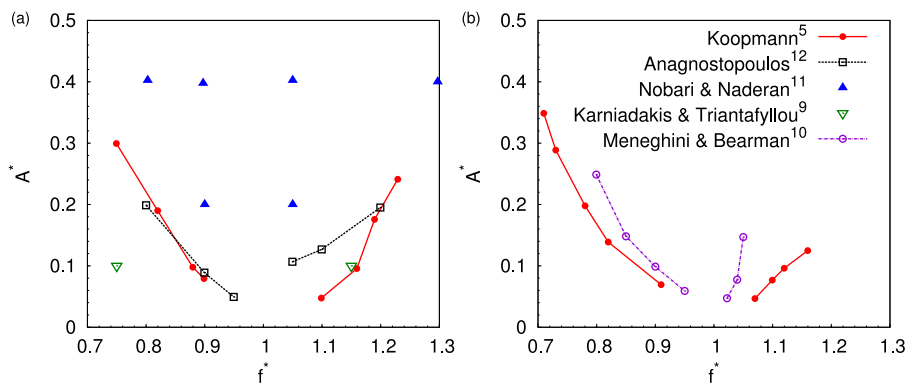 (a)
0.5
0.4
0.3
0.2
0.1
0
A*
0.7 0.8 0.9 1 1.1 1.2 1.3
f*
(b)
0.5
0.4
0.3
0.2
0.1
0
A*
0.7 0.8 0.9 1 1.1 1.2 1.3
f*
Koopmann⁵
Anagnostopoulos¹²
Nobari & Naderan¹¹
Karniadakis & Triantafyllou⁹
Meneghini & Bearman¹⁰